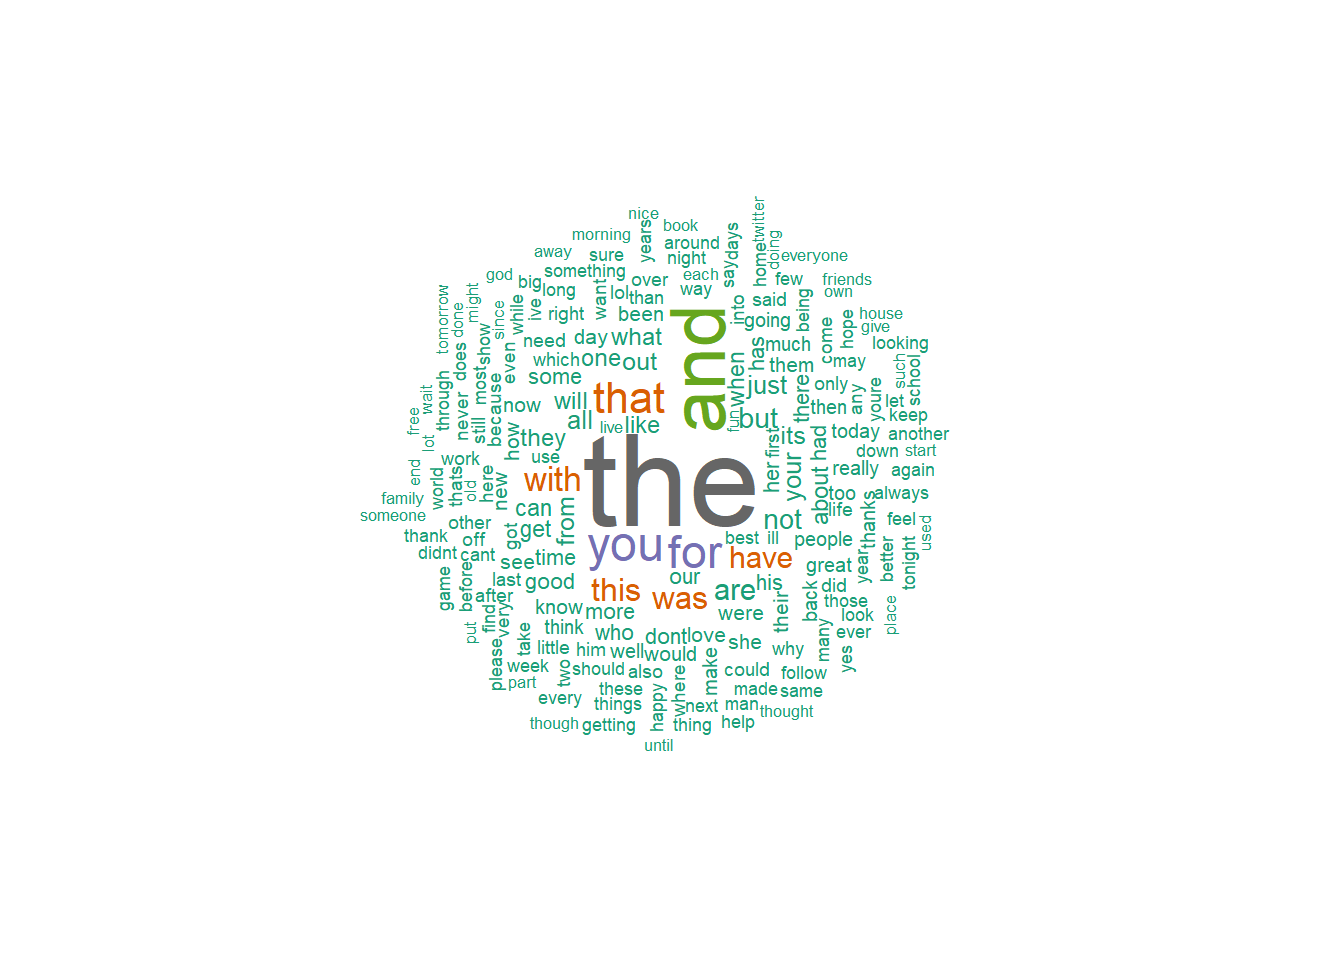 nice
book
twitter
morning
years
around
days
away
sure
night
say
home
doing
everyone
god
something
over
each
few
friends
big
long
want
lol
than
way
into
said
being
own
tomorrow
done
might
since
while
ive
right
been
and
going
hope
house
give
does
show
even
need
day
what
when
has
much
come
may
looking
through
most
because
which
one
out
them
such
school
free
wait
never
still
some
that
just
there
only
any
youre
let
now
will
fun
but
then
keep
lot
how
they
all
live
like
its
today
another
end
world
thats
work
here
use
the
her
first
your
about
had
down
start
old
new
with
really
again
family
can
from
not
too
always
someone
other
life
thank
off
got
get
you
for
best
ill
people
thanks
feel
used
didnt
cant
see
time
have
great
year
better
tonight
game
before
last
good
our
his
did
after
this
was
are
back
those
put
find
very
know
more
were
their
look
place
take
think
who
dont
love
she
why
many
ever
please
little
him
well
would
yes
week
two
should
also
where
make
could
follow
part
these
every
things
happy
next
made
man
same
though
getting
thing
help
thought
until